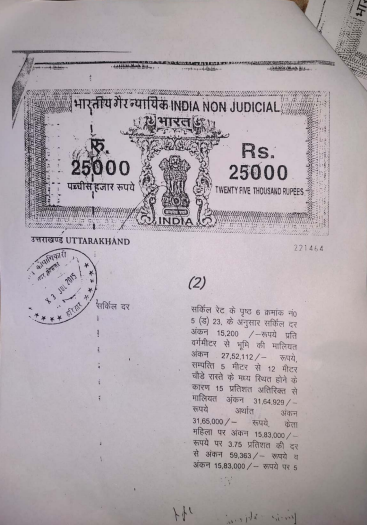 भारतीय गैर न्यायिक INDIA NON JUDICIAL
भारत
रु. 25000
पच्चीस हजार रूपये
Rs. 25000
TWENTY FIVE THOUSAND RUPEES
INDIA
उत्तराखण्ड UTTARAKHAND
221464
(2)
सर्किल दर
सर्किल रेट के पृष्ठ 6 क्रमांक नं0
5 (ड) 23, के अनुसार सर्किल दर
अंकन 15,200 /—रूपये प्रति
वर्गमीटर से भूमि की मालियत
अंकन 27,52,112/— रूपये,
सम्पत्ति 5 मीटर से 12 मीटर
चौडे रास्ते के मध्य स्थित होने के
कारण 15 प्रतिशत अतिरिक्त से
मालियत अंकन 31,64,929/—
रूपये अर्थात अंकन
31,65,000/— रूपये, क्रेता
महिला पर अंकन 15,83,000/—
रूपये पर 3.75 प्रतिशत की दर
से अंकन 59,363/— रूपये व
अंकन 15,83,000/— रूपये पर 5